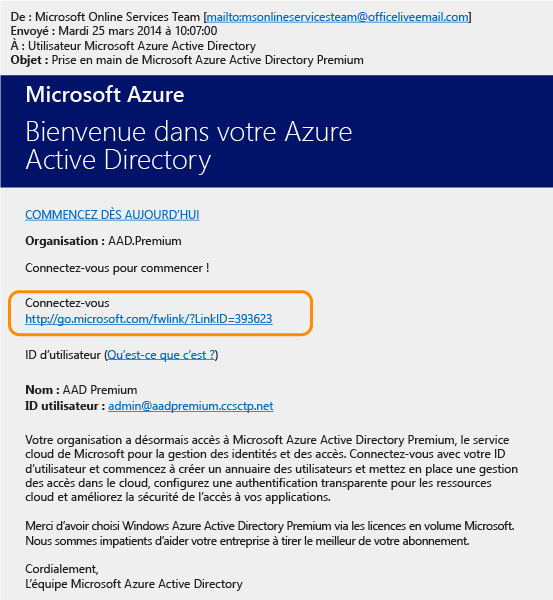 De : Microsoft Online Services Team [mailto:msonlineservicesteam@officeliveemail.com]
Envoyé : Mardi 25 mars 2014 à 10:07:00
À : Utilisateur Microsoft Azure Active Directory
Objet : Prise en main de Microsoft Azure Active Directory Premium
Microsoft Azure
Bienvenue dans votre Azure
Active Directory
COMMENCEZ DÈS AUJOURD'HUI
Organisation : AAD.Premium
Connectez-vous pour commencer !
Connectez-vous
http://go.microsoft.com/fwlink/?LinkID=393623
ID d'utilisateur (Qu'est-ce que c'est ?)
Nom : AAD Premium
ID utilisateur : admin@aadpremium.ccsctp.net
Votre organisation a désormais accès à Microsoft Azure Active Directory Premium, le service
cloud de Microsoft pour la gestion des identités et des accès. Connectez-vous avec votre ID
d'utilisateur et commencez à créer un annuaire des utilisateurs et mettez en place une gestion
des accès dans le cloud, configurez une authentification transparente pour les ressources
cloud et améliorez la sécurité de l'accès à vos applications.
Merci d'avoir choisi Windows Azure Active Directory Premium via les licences en volume Microsoft.
Nous sommes impatients d'aider votre entreprise à tirer le meilleur de votre abonnement.
Cordialement,
L'équipe Microsoft Azure Active Directory